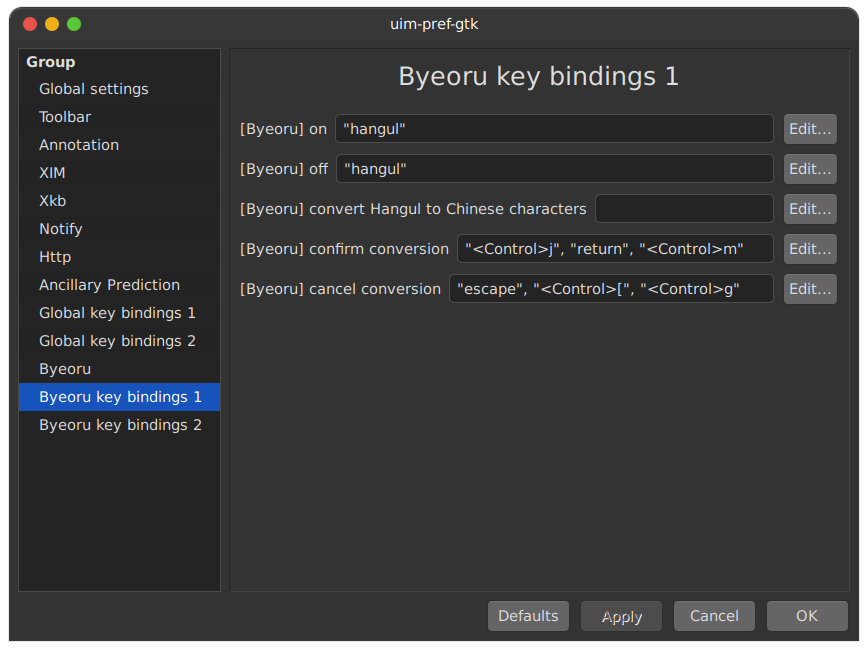 uim-pref-gtk
Group
Global settings
Toolbar
Annotation
XIM
Xkb
Notify
Http
Ancillary Prediction
Global key bindings 1
Global key bindings 2
Byeoru
Byeoru key bindings 1
Byeoru key bindings 2
Byeoru key bindings 1
[Byeoru] on "hangul" Edit...
[Byeoru] off "hangul" Edit...
[Byeoru] convert Hangul to Chinese characters Edit...
[Byeoru] confirm conversion "<Control>j", "return", "<Control>m" Edit...
[Byeoru] cancel conversion "escape", "<Control>[", "<Control>g" Edit...
Defaults Apply Cancel OK